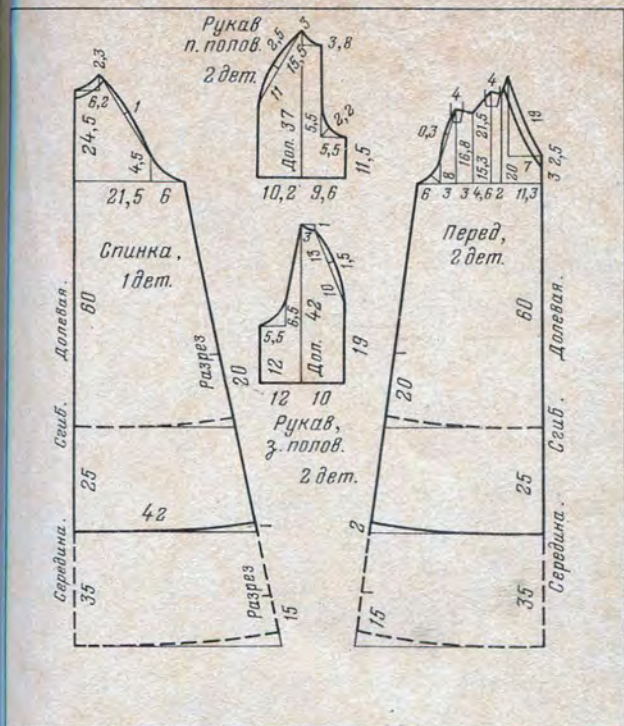 Рукав
п. полов.
2 дет.
2,5
3
15,5
11
3,8
Дол. 37
5,5
2,2
5,5
11,5
10,2 9,6
2,3
6,2
1
24,5
4,5
21,5 6
Спинка,
1 дет.
60
Долевая.
Разрез
20
Сгиб.
25
42
Середина.
35
Разрез
15
3
1
13
1,5
10
6,5
42
5,5
Дол.
12
19
12 10
Рукав,
з. полов.
2 дет.
4
4
0,3
8
16,8
15,3
21,5
20
19
7
2,5
3
6 3 3 4,6 2 11,3
Перед,
2 дет.
60
Долевая.
20
Сгиб.
25
2
Середина.
35
15